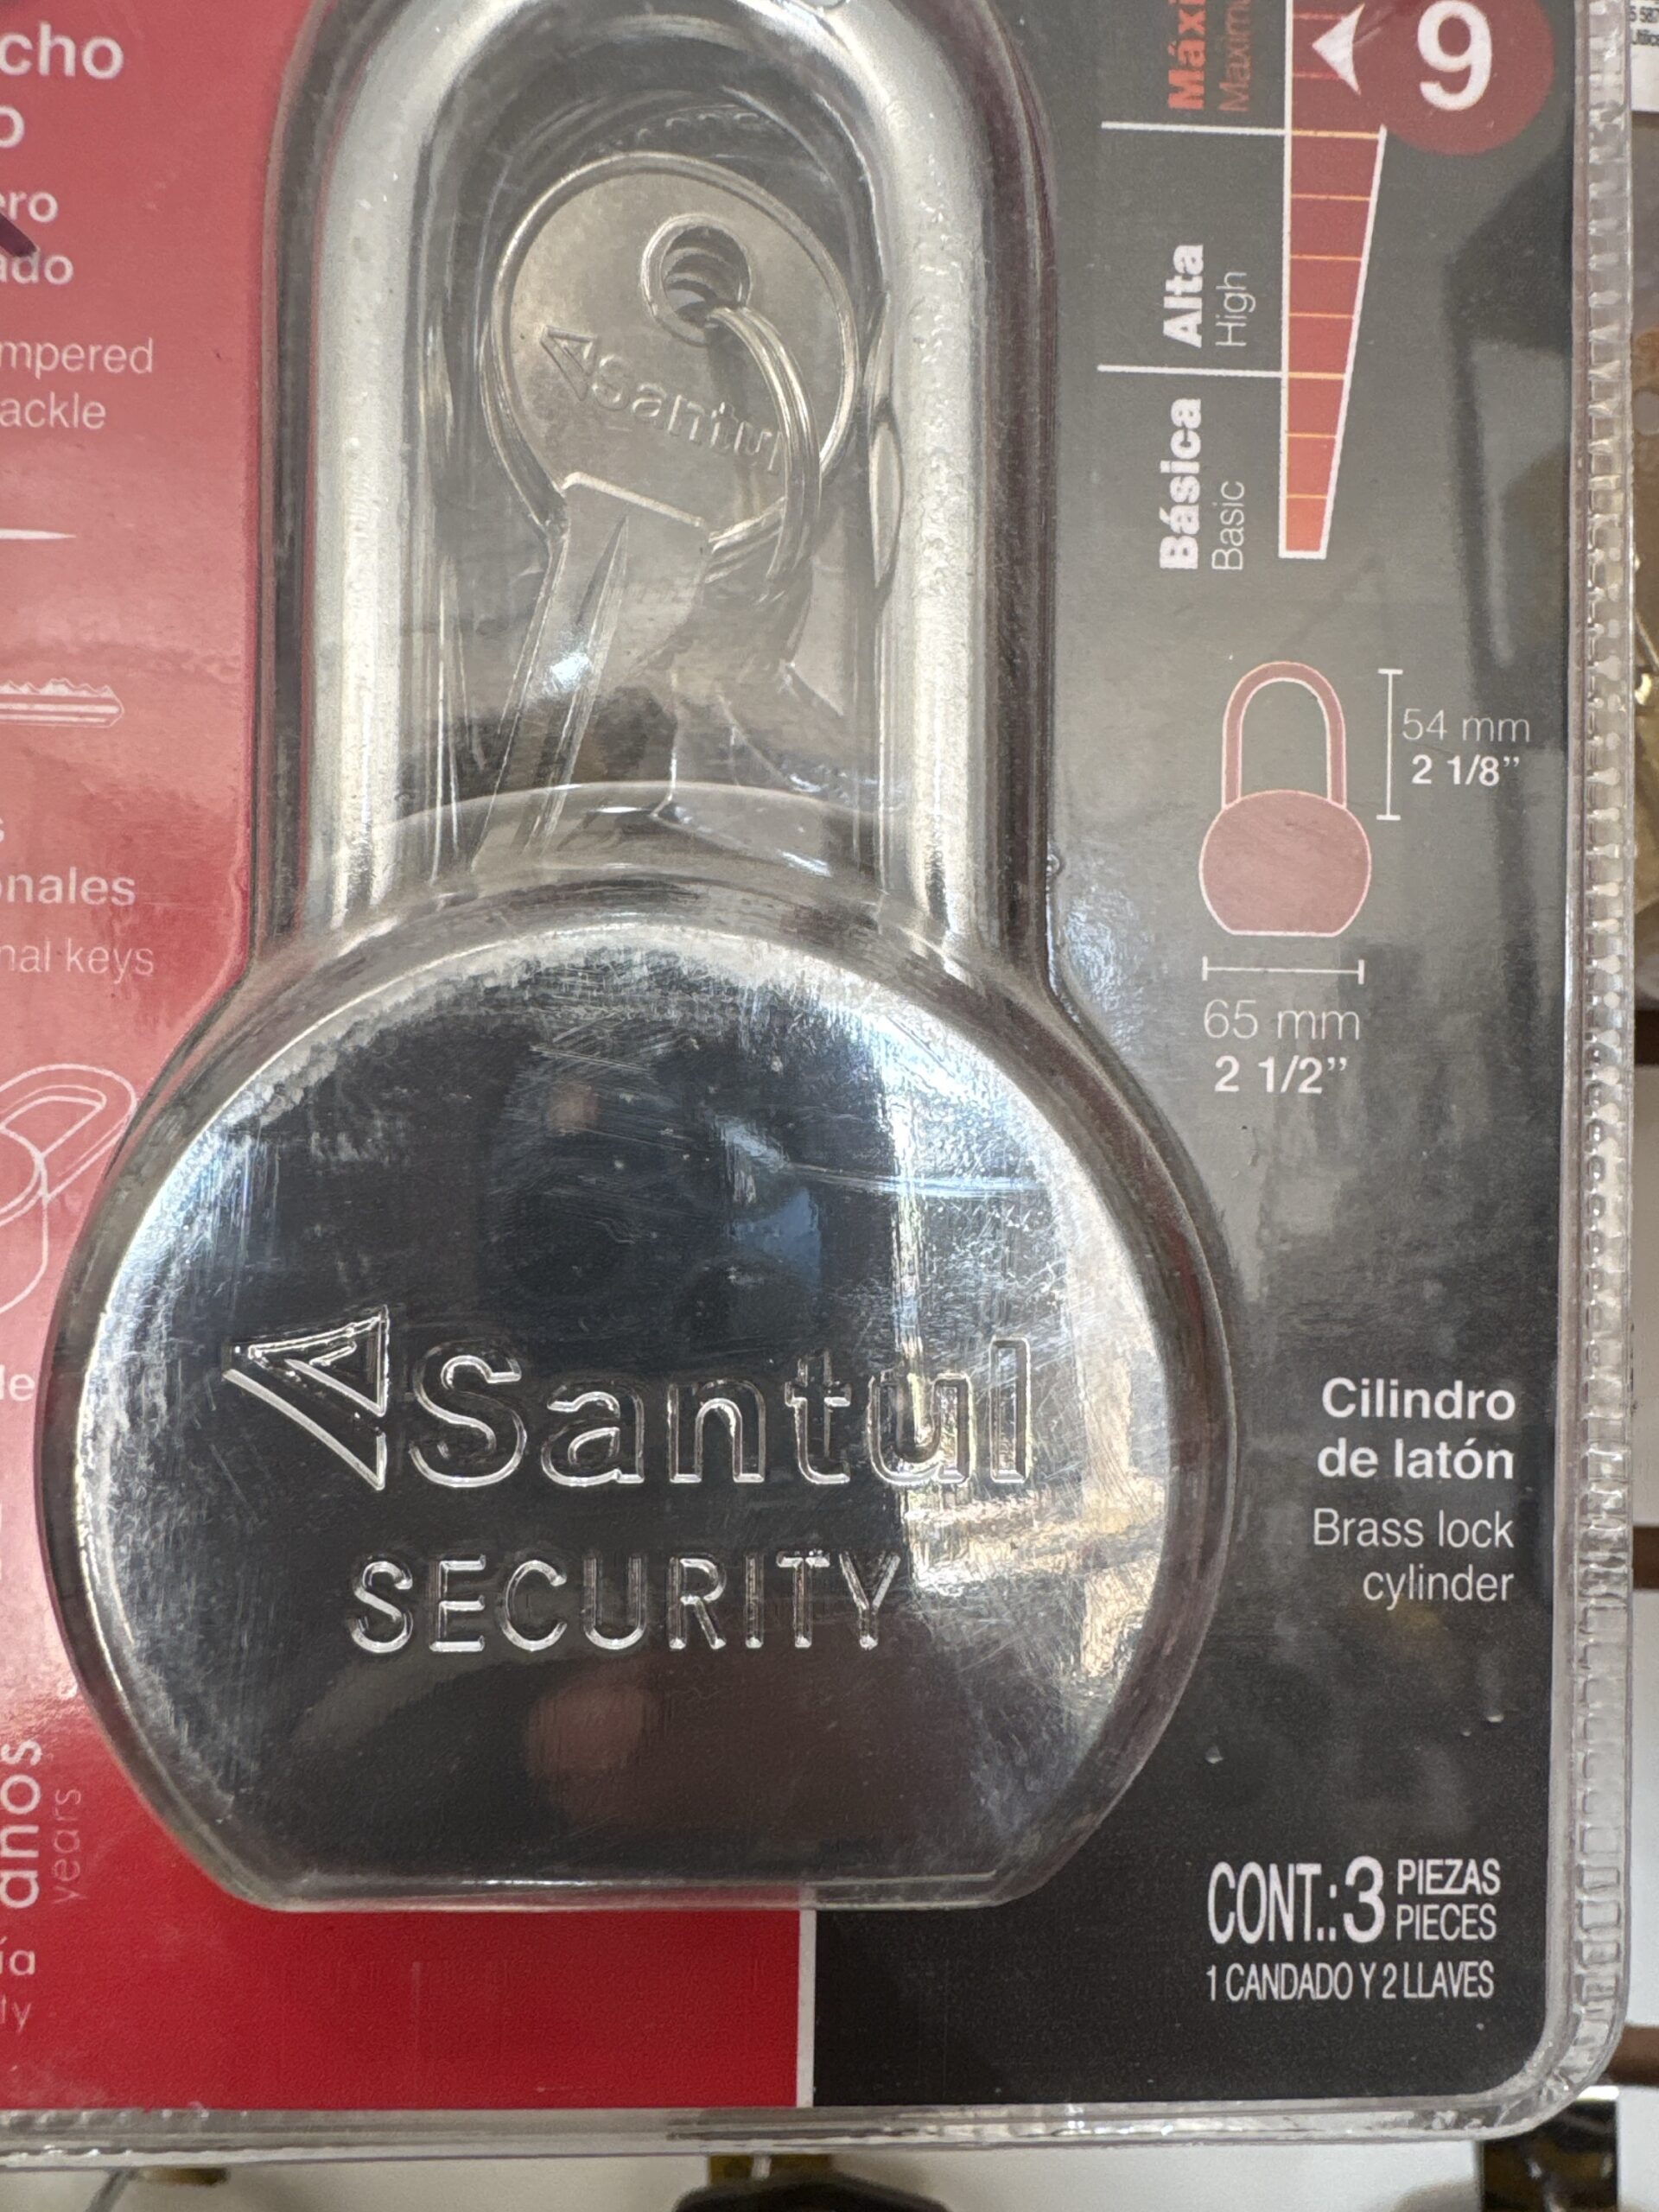 cho
o
ero
ado
mpered
ackle
onales
nal keys
años
years
ía
ty
9
Alta
High
Básica
Basic
54 mm
2 1/8”
65 mm
2 1/2”
Santul
Santul
SECURITY
Cilindro
de latón
Brass lock
cylinder
CONT.:3 PIEZAS
PIECES
1 CANDADO Y 2 LLAVES